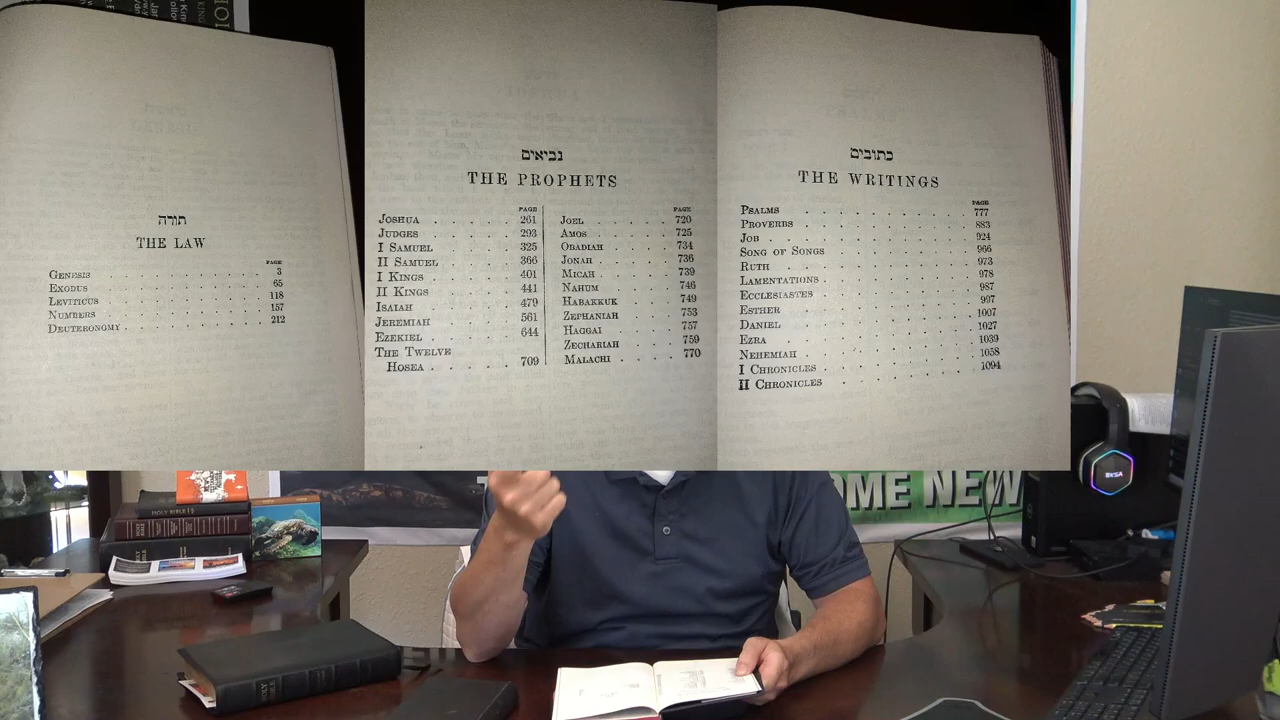 תורה
THE LAW
PAGE
GENESIS . . . . . . . . . . 3
EXODUS . . . . . . . . . . 65
LEVITICUS . . . . . . . . . 118
NUMBERS . . . . . . . . . 157
DEUTERONOMY . . . . . . . . 212
נביאים
THE PROPHETS
PAGE
JOSHUA . . . . . 261
JUDGES . . . . . 293
I SAMUEL . . . . 325
II SAMUEL . . . . 366
I KINGS . . . . . 401
II KINGS . . . . 441
ISAIAH . . . . . 479
JEREMIAH . . . . 561
EZEKIEL . . . . . 644
THE TWELVE
HOSEA . . . . . 709
PAGE
JOEL . . . . . 720
AMOS . . . . . 725
OBADIAH . . . . 734
JONAH . . . . . 736
MICAH . . . . . 739
NAHUM . . . . . 746
HABAKKUK . . . . 749
ZEPHANIAH . . . . 753
HAGGAI . . . . 757
ZECHARIAH . . . . 759
MALACHI . . . . 770
כתובים
THE WRITINGS
PAGE
PSALMS . . . . . . . . . 777
PROVERBS . . . . . . . . 883
JOB . . . . . . . . . . 924
SONG OF SONGS . . . . . . 966
RUTH . . . . . . . . . 973
LAMENTATIONS . . . . . . . 978
ECCLESIASTES . . . . . . . 987
ESTHER . . . . . . . . . 997
DANIEL . . . . . . . . . 1007
EZRA . . . . . . . . . 1027
NEHEMIAH . . . . . . . . 1039
I CHRONICLES . . . . . . . 1058
II CHRONICLES . . . . . . . 1094
OME NEW
HOLY BIBLE
HOLY